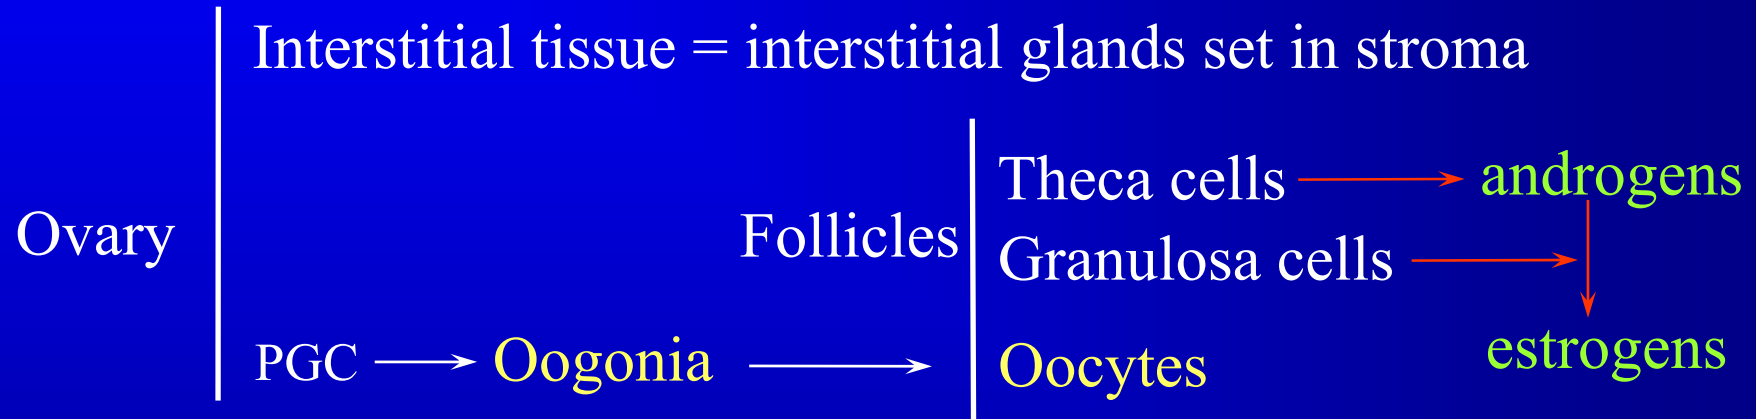 Interstitial tissue = interstitial glands set in stroma
Theca cells
androgens
Ovary
Follicles
Granulosa cells
estrogens
PGC
Oogonia
Oocytes